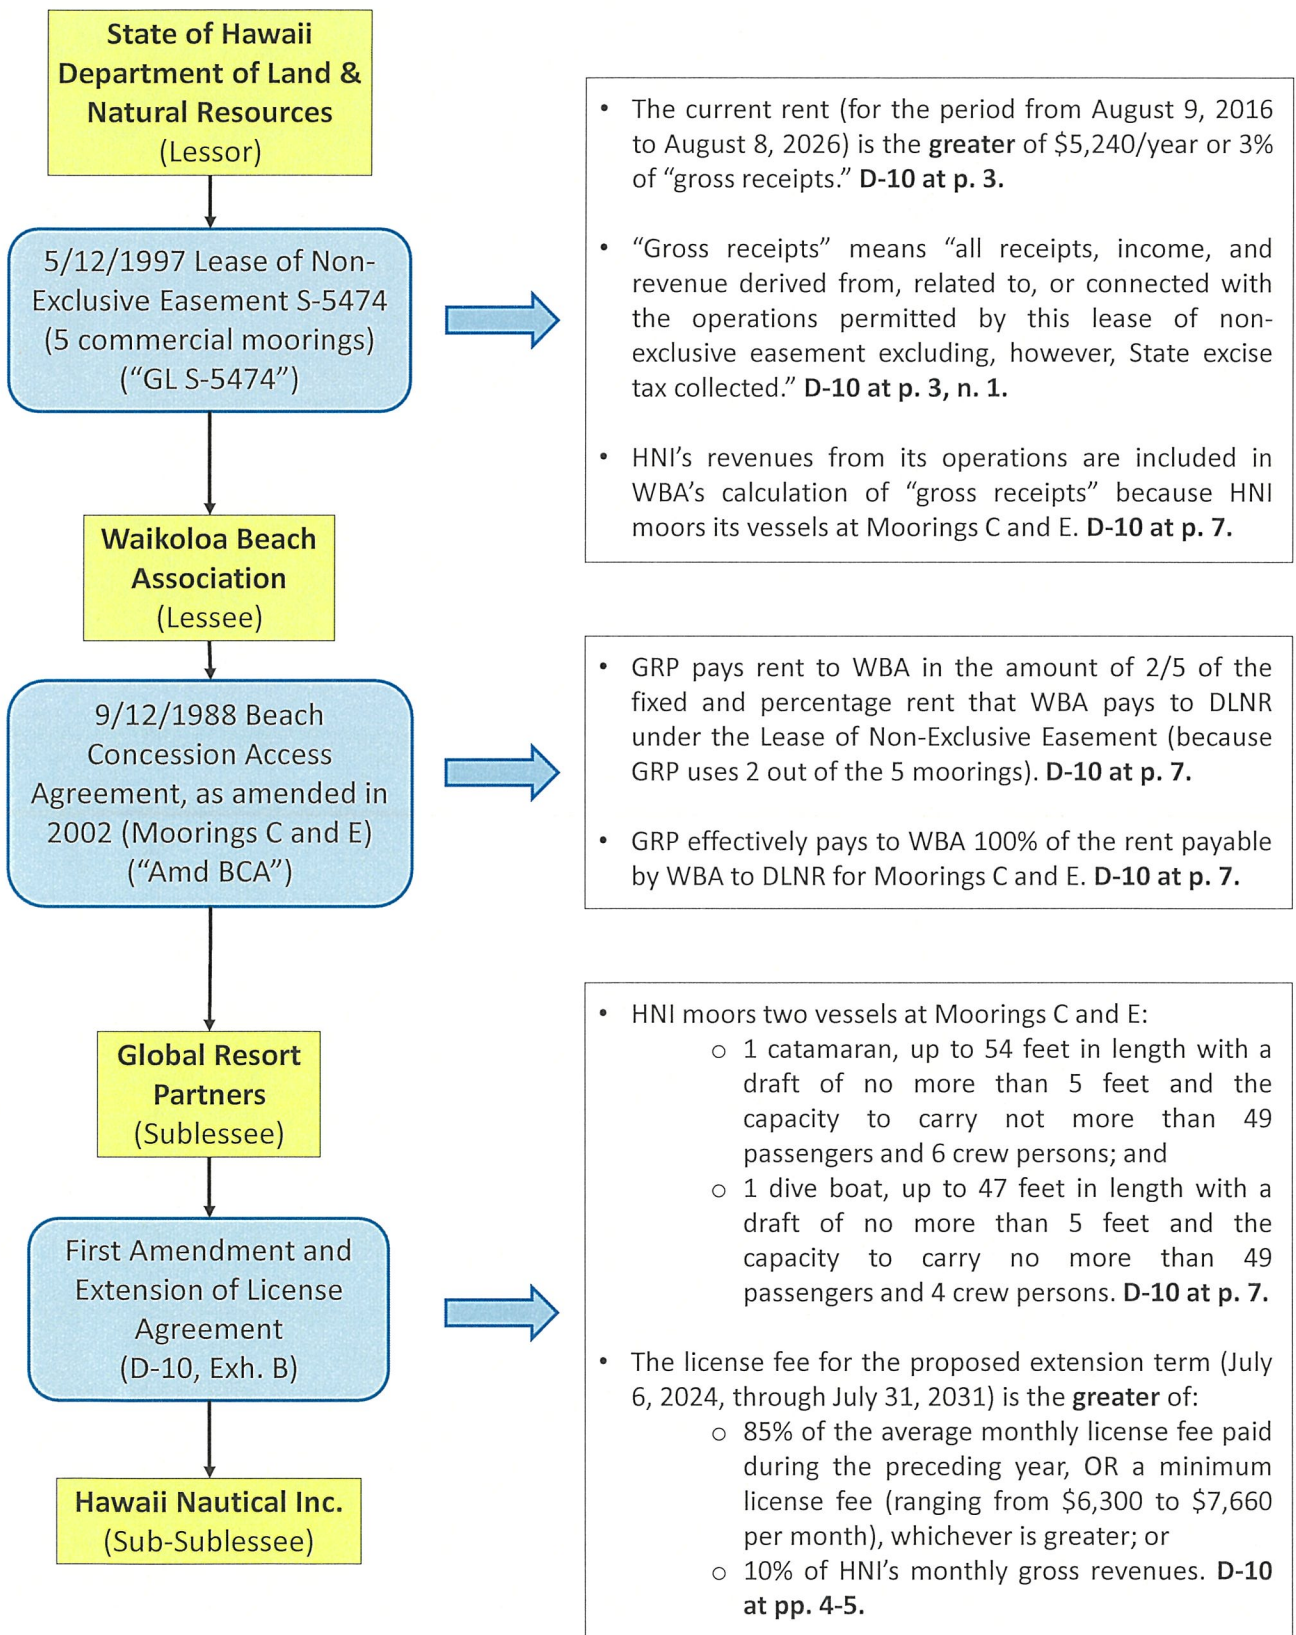 State of Hawaii
Department of Land &
Natural Resources
(Lessor)
5/12/1997 Lease of Non-
Exclusive Easement S-5474
(5 commercial moorings)
(“GL S-5474”)
• The current rent (for the period from August 9, 2016
to August 8, 2026) is the greater of $5,240/year or 3%
of “gross receipts.” D-10 at p. 3.
• “Gross receipts” means “all receipts, income, and
revenue derived from, related to, or connected with
the operations permitted by this lease of non-
exclusive easement excluding, however, State excise
tax collected.” D-10 at p. 3, n. 1.
• HNI’s revenues from its operations are included in
WBA’s calculation of “gross receipts” because HNI
moors its vessels at Moorings C and E. D-10 at p. 7.
Waikoloa Beach
Association
(Lessee)
9/12/1988 Beach
Concession Access
Agreement, as amended in
2002 (Moorings C and E)
(“Amd BCA”)
• GRP pays rent to WBA in the amount of 2/5 of the
fixed and percentage rent that WBA pays to DLNR
under the Lease of Non-Exclusive Easement (because
GRP uses 2 out of the 5 moorings). D-10 at p. 7.
• GRP effectively pays to WBA 100% of the rent payable
by WBA to DLNR for Moorings C and E. D-10 at p. 7.
Global Resort
Partners
(Sublessee)
First Amendment and
Extension of License
Agreement
(D-10, Exh. B)
• HNI moors two vessels at Moorings C and E:
o 1 catamaran, up to 54 feet in length with a
draft of no more than 5 feet and the
capacity to carry not more than 49
passengers and 6 crew persons; and
o 1 dive boat, up to 47 feet in length with a
draft of no more than 5 feet and the
capacity to carry no more than 49
passengers and 4 crew persons. D-10 at p. 7.
• The license fee for the proposed extension term (July
6, 2024, through July 31, 2031) is the greater of:
o 85% of the average monthly license fee paid
during the preceding year, OR a minimum
license fee (ranging from $6,300 to $7,660
per month), whichever is greater; or
o 10% of HNI’s monthly gross revenues. D-10
at pp. 4-5.
Hawaii Nautical Inc.
(Sub-Sublessee)